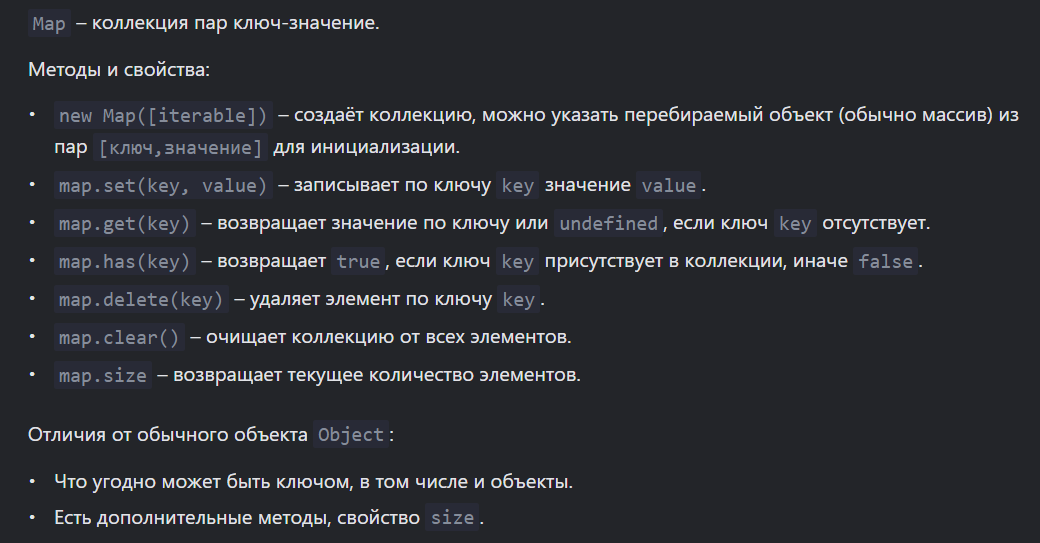 Map – коллекция пар ключ-значение.
Методы и свойства:
• new Map([iterable]) – создаёт коллекцию, можно указать перебираемый объект (обычно массив) из
пар [ключ,значение] для инициализации.
• map.set(key, value) – записывает по ключу key значение value.
• map.get(key) – возвращает значение по ключу или undefined, если ключ key отсутствует.
• map.has(key) – возвращает true, если ключ key присутствует в коллекции, иначе false.
• map.delete(key) – удаляет элемент по ключу key.
• map.clear() – очищает коллекцию от всех элементов.
• map.size – возвращает текущее количество элементов.
Отличия от обычного объекта Object:
• Что угодно может быть ключом, в том числе и объекты.
• Есть дополнительные методы, свойство size.